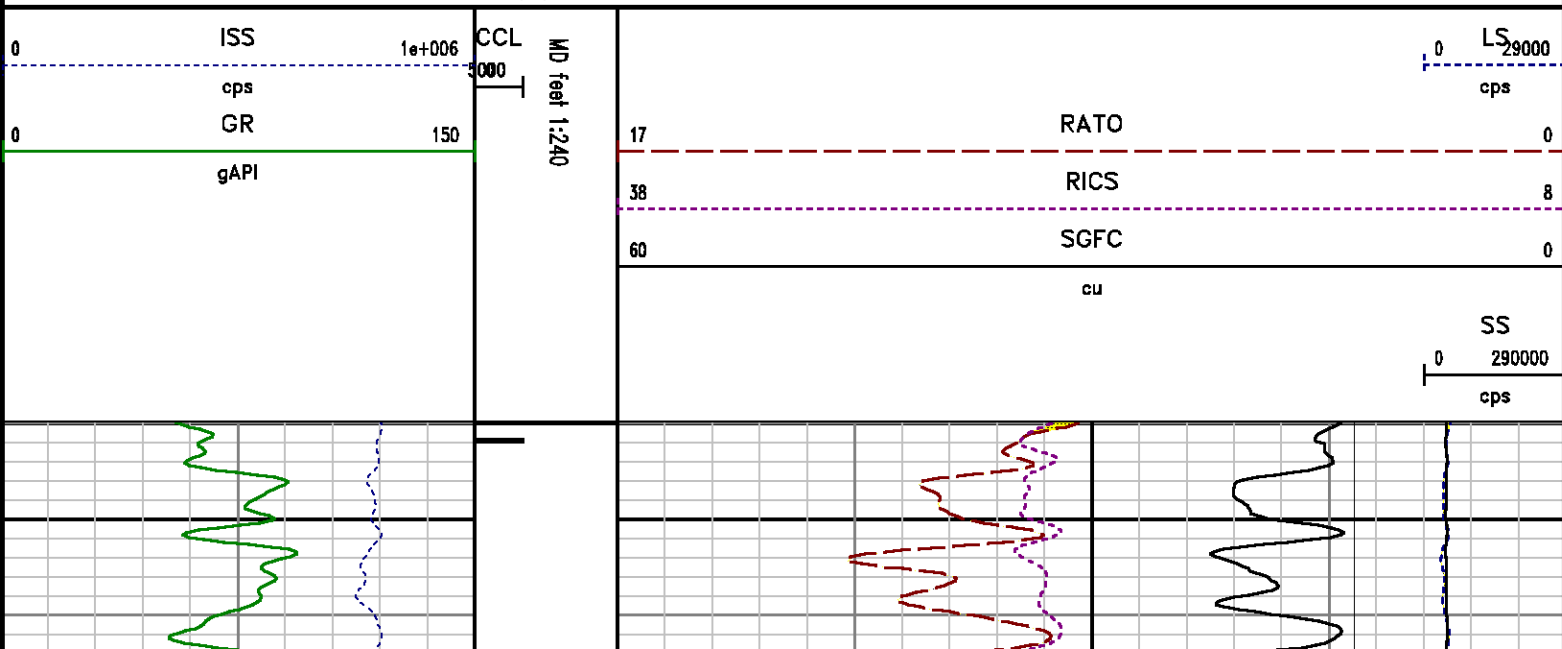 ISS
0 1e+006
cps
GR
0 150
gAPI
CCL
MD feet 1:240
LS
0 29000
cps
RATO
17 0
RICS
38 8
SGFC
60 0
cu
SS
0 290000
cps